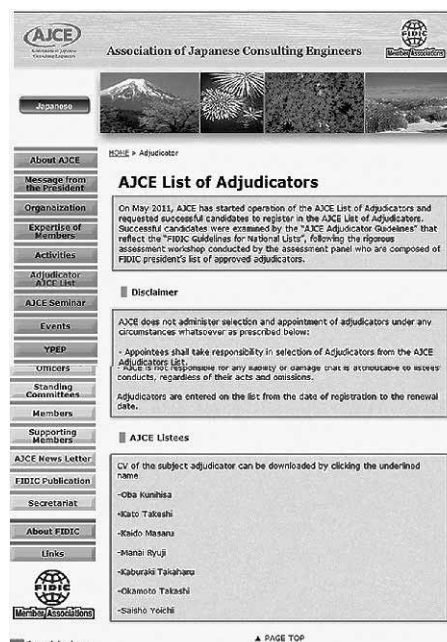 AJCE
Association of Japanese Consulting Engineers
FIDIC
Member Associations
Japanese
HOME > Adjudicator
About AJCE
Message from
the President
Organaization
Expertise of
Members
Activities
Adjudicator
AJCE List
AJCE Seminar
Events
YPEP
Officers
Standing
Committees
Members
Supporting
Members
AJCE News Letter
FIDIC Publication
Secretariat
About FIDIC
Links
FIDIC
Member Associations
AJCE List of Adjudicators
On May 2011, AJCE has started operation of the AJCE List of Adjudicators and
requested successful candidates to register in the AJCE List of Adjudicators.
Successful candidates were examined by the "AJCE Adjudicator Guidelines" that
reflect the "FIDIC Guidelines for National Lists", following the rigorous
assessment workshop conducted by the assessment panel who are composed of
FIDIC president's list of approved adjudicators.
Disclaimer
AJCE does not administer selection and appointment of adjudicators under any
circumstances whatsoever as prescribed below:
- Appointees shall take responsibility in selection of Adjudicators from the AJCE
Adjudicators List.
- AJCE is not responsible for any liability or damage that is attributable to listees'
conducts, regardless of their acts and omissions.
Adjudicators are entered on the list from the date of registration to the renewal
date.
AJCE Listees
CV of the subject adjudicator can be downloaded by clicking the underlined
name
-Oba Kunihisa
-Kato Takeshi
-Kaido Masaru
-Manai Ryuji
-Kaburaki Takaharu
-Okamoto Takashi
-Saisho Yoichi
▲ PAGE TOP